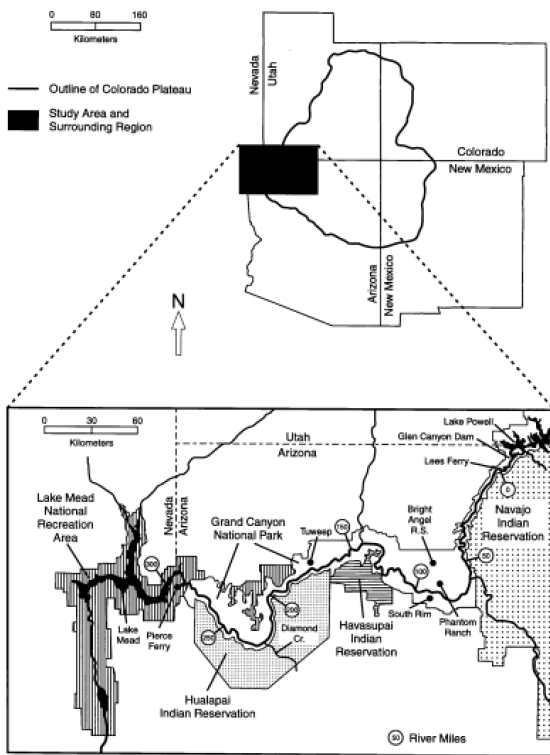 0 80 160
Kilometers
Outline of Colorado Plateau
Study Area and
Surrounding Region
Nevada
Utah
Colorado
New Mexico
Arizona
New Mexico
N
0 30 60
Kilometers
Utah
Arizona
Nevada
Arizona
Lake Powell
Glen Canyon Dam
Lees Ferry
0
Lake Mead
National
Recreation
Area
Grand Canyon
National Park
Tuweep
150
Bright
Angel
R.S.
Navajo
Indian
Reservation
50
300
100
Lake
Mead
Pierce
Ferry
200
250
Diamond
Cr.
Havasupai
Indian
Reservation
South Rim
Phantom
Ranch
Hualapai
Indian Reservation
50 River Miles